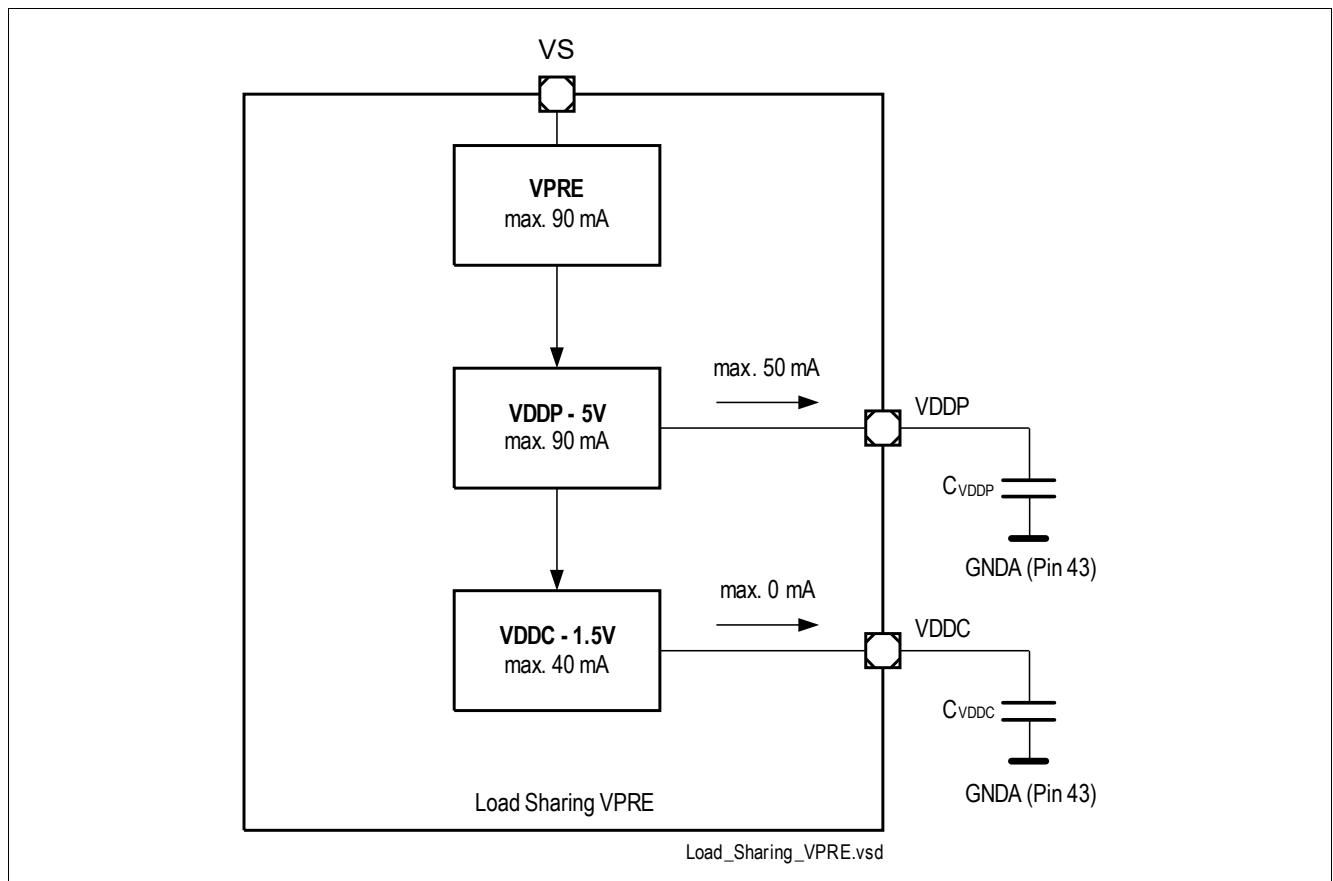 VS
VPRE
max. 90 mA
max. 50 mA
VDDP
VDDP - 5V
max. 90 mA
CVDDP
GNDA (Pin 43)
max. 0 mA
VDDC
VDDC - 1.5V
max. 40 mA
CVDDC
GNDA (Pin 43)
Load Sharing VPRE
Load_Sharing_VPRE.vsd